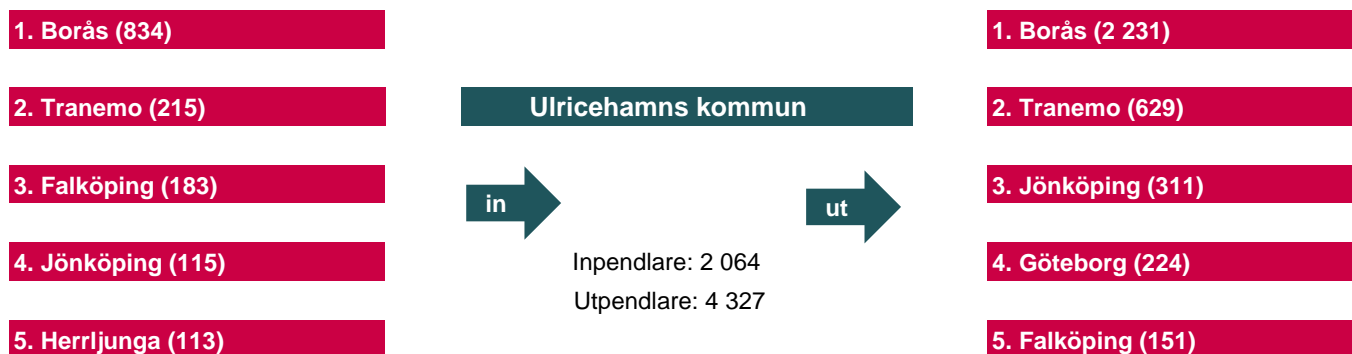 1. Borås (834)
2. Tranemo (215)
3. Falköping (183)
4. Jönköping (115)
5. Herrljunga (113)
Ulricehamns kommun
in
ut
Inpendlare: 2 064
Utpendlare: 4 327
1. Borås (2 231)
2. Tranemo (629)
3. Jönköping (311)
4. Göteborg (224)
5. Falköping (151)